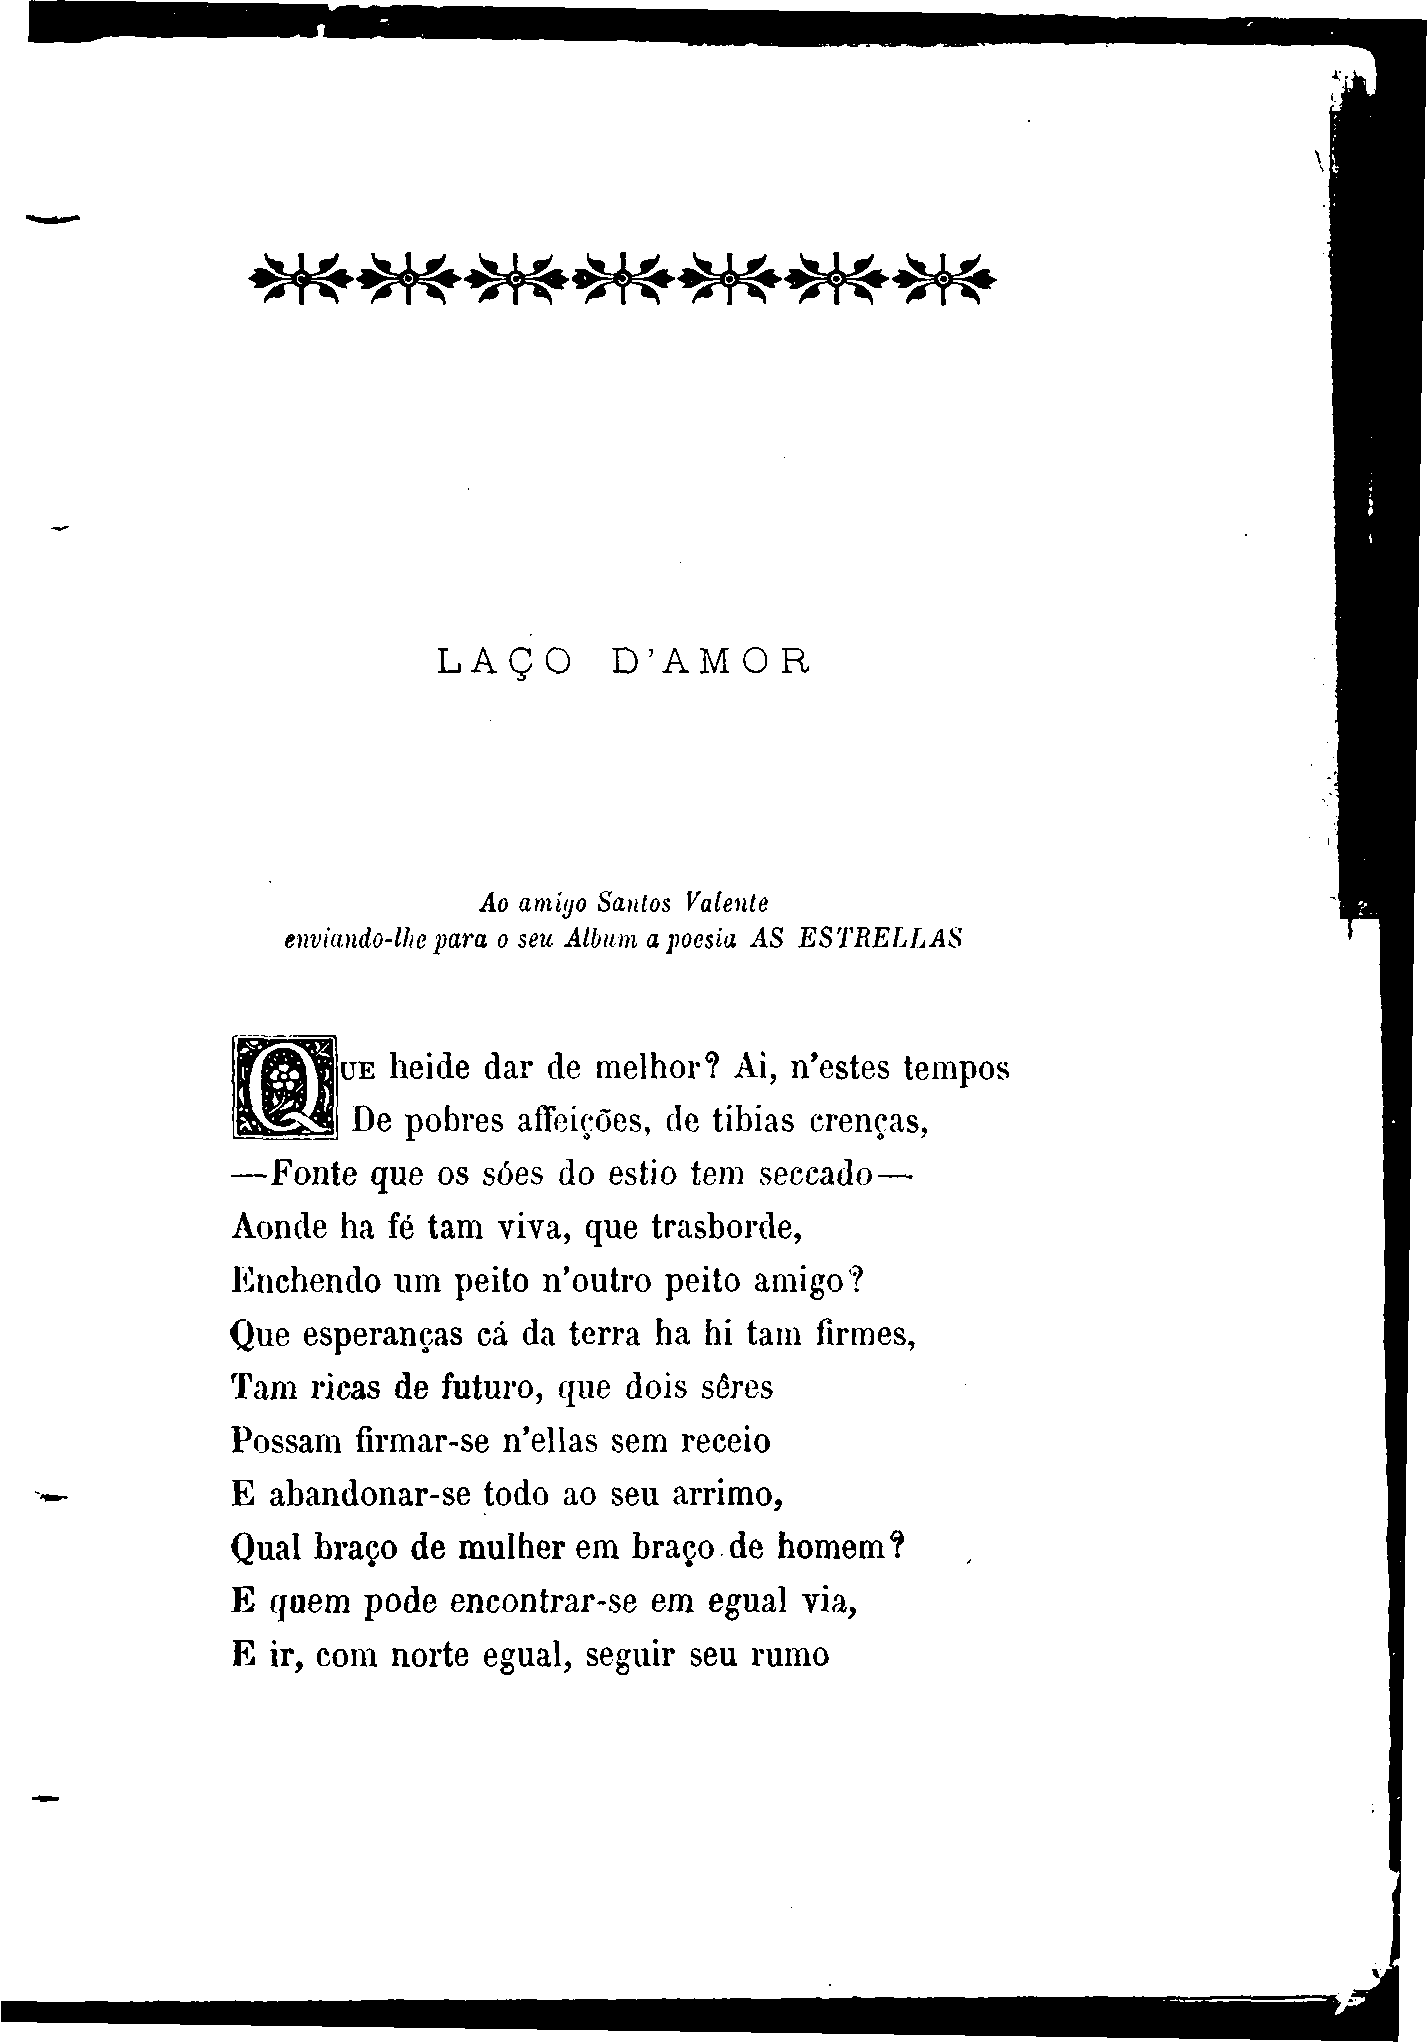 LAÇO D'AMOR
Ao amigo Santos Valente
enviando-lhe para o seu Album a poesia AS ESTRELLAS
QUE heide dar de melhor? Ai, n'estes tempos
De pobres affeições, de tibias crenças,
—Fonte que os sóes do estio tem seccado—
Aonde ha fé tam viva, que trasborde,
Enchendo um peito n'outro peito amigo?
Que esperanças cá da terra ha hi tam firmes,
Tam ricas de futuro, que dois sêres
Possam firmar-se n'ellas sem receio
E abandonar-se todo ao seu arrimo,
Qual braço de mulher em braço de homem?
E quem pode encontrar-se em egual via,
E ir, com norte egual, seguir seu rumo